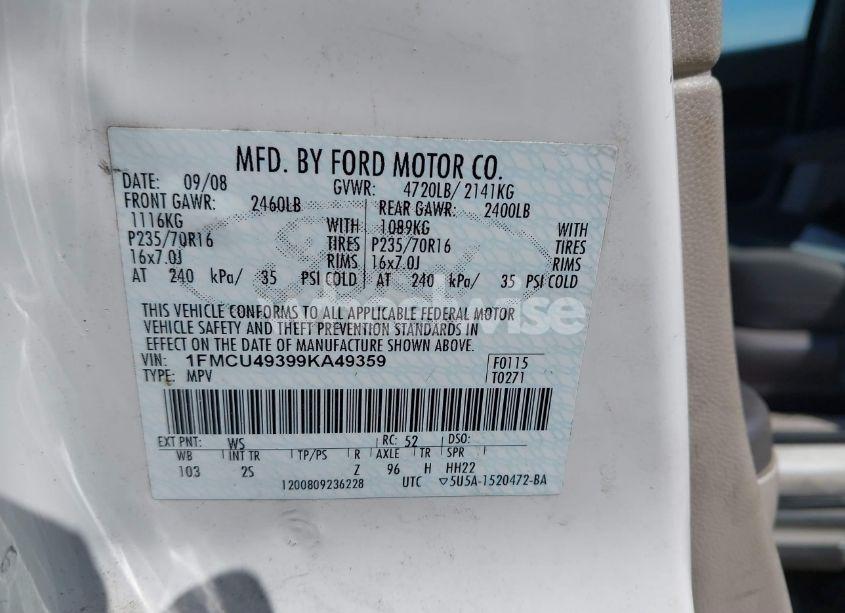 MFD. BY FORD MOTOR CO.
DATE: 09/08 GVWR: 4720LB/ 2141KG
FRONT GAWR: 2460LB REAR GAWR: 2400LB
1116KG WITH 1089KG WITH
P235/70R16 TIRES P235/70R16 TIRES
16x7.0J RIMS 16x7.0J RIMS
AT 240 kPa/ 35 PSI COLD AT 240 kPa/ 35 PSI COLD
THIS VEHICLE CONFORMS TO ALL APPLICABLE FEDERAL MOTOR
VEHICLE SAFETY AND THEFT PREVENTION STANDARDS IN
EFFECT ON THE DATE OF MANUFACTURE SHOWN ABOVE.
VIN: 1FMCU49399KA49359 F0115
TYPE: MPV T0271
EXT PNT: WS RC: 52 DSO:
WB INT TR TP/PS R AXLE TR SPR
103 2S Z 96 H HH22
1200809236228 UTC ▽5U5A-1520472-BA
wheelwise